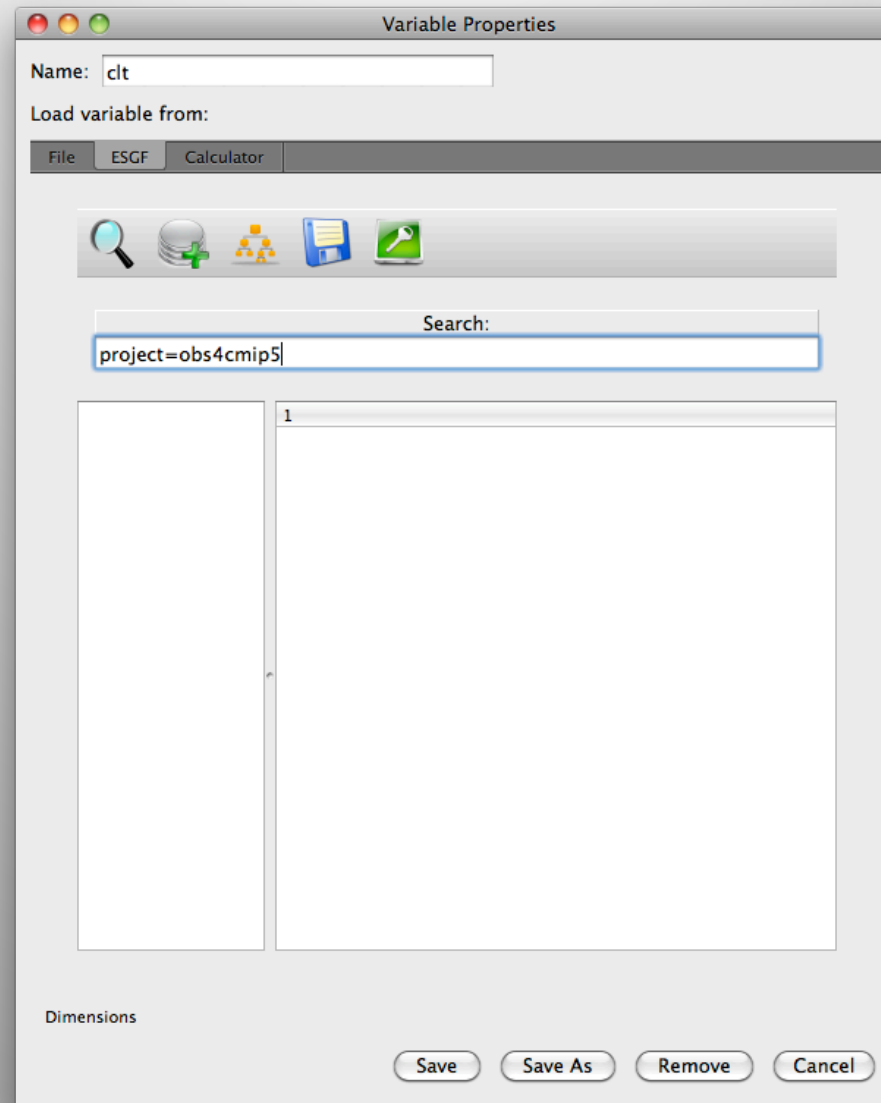 Variable Properties
Name: clt
Load variable from:
File ESGF Calculator
Search:
project=obs4cmip5
1
Dimensions
Save Save As Remove Cancel